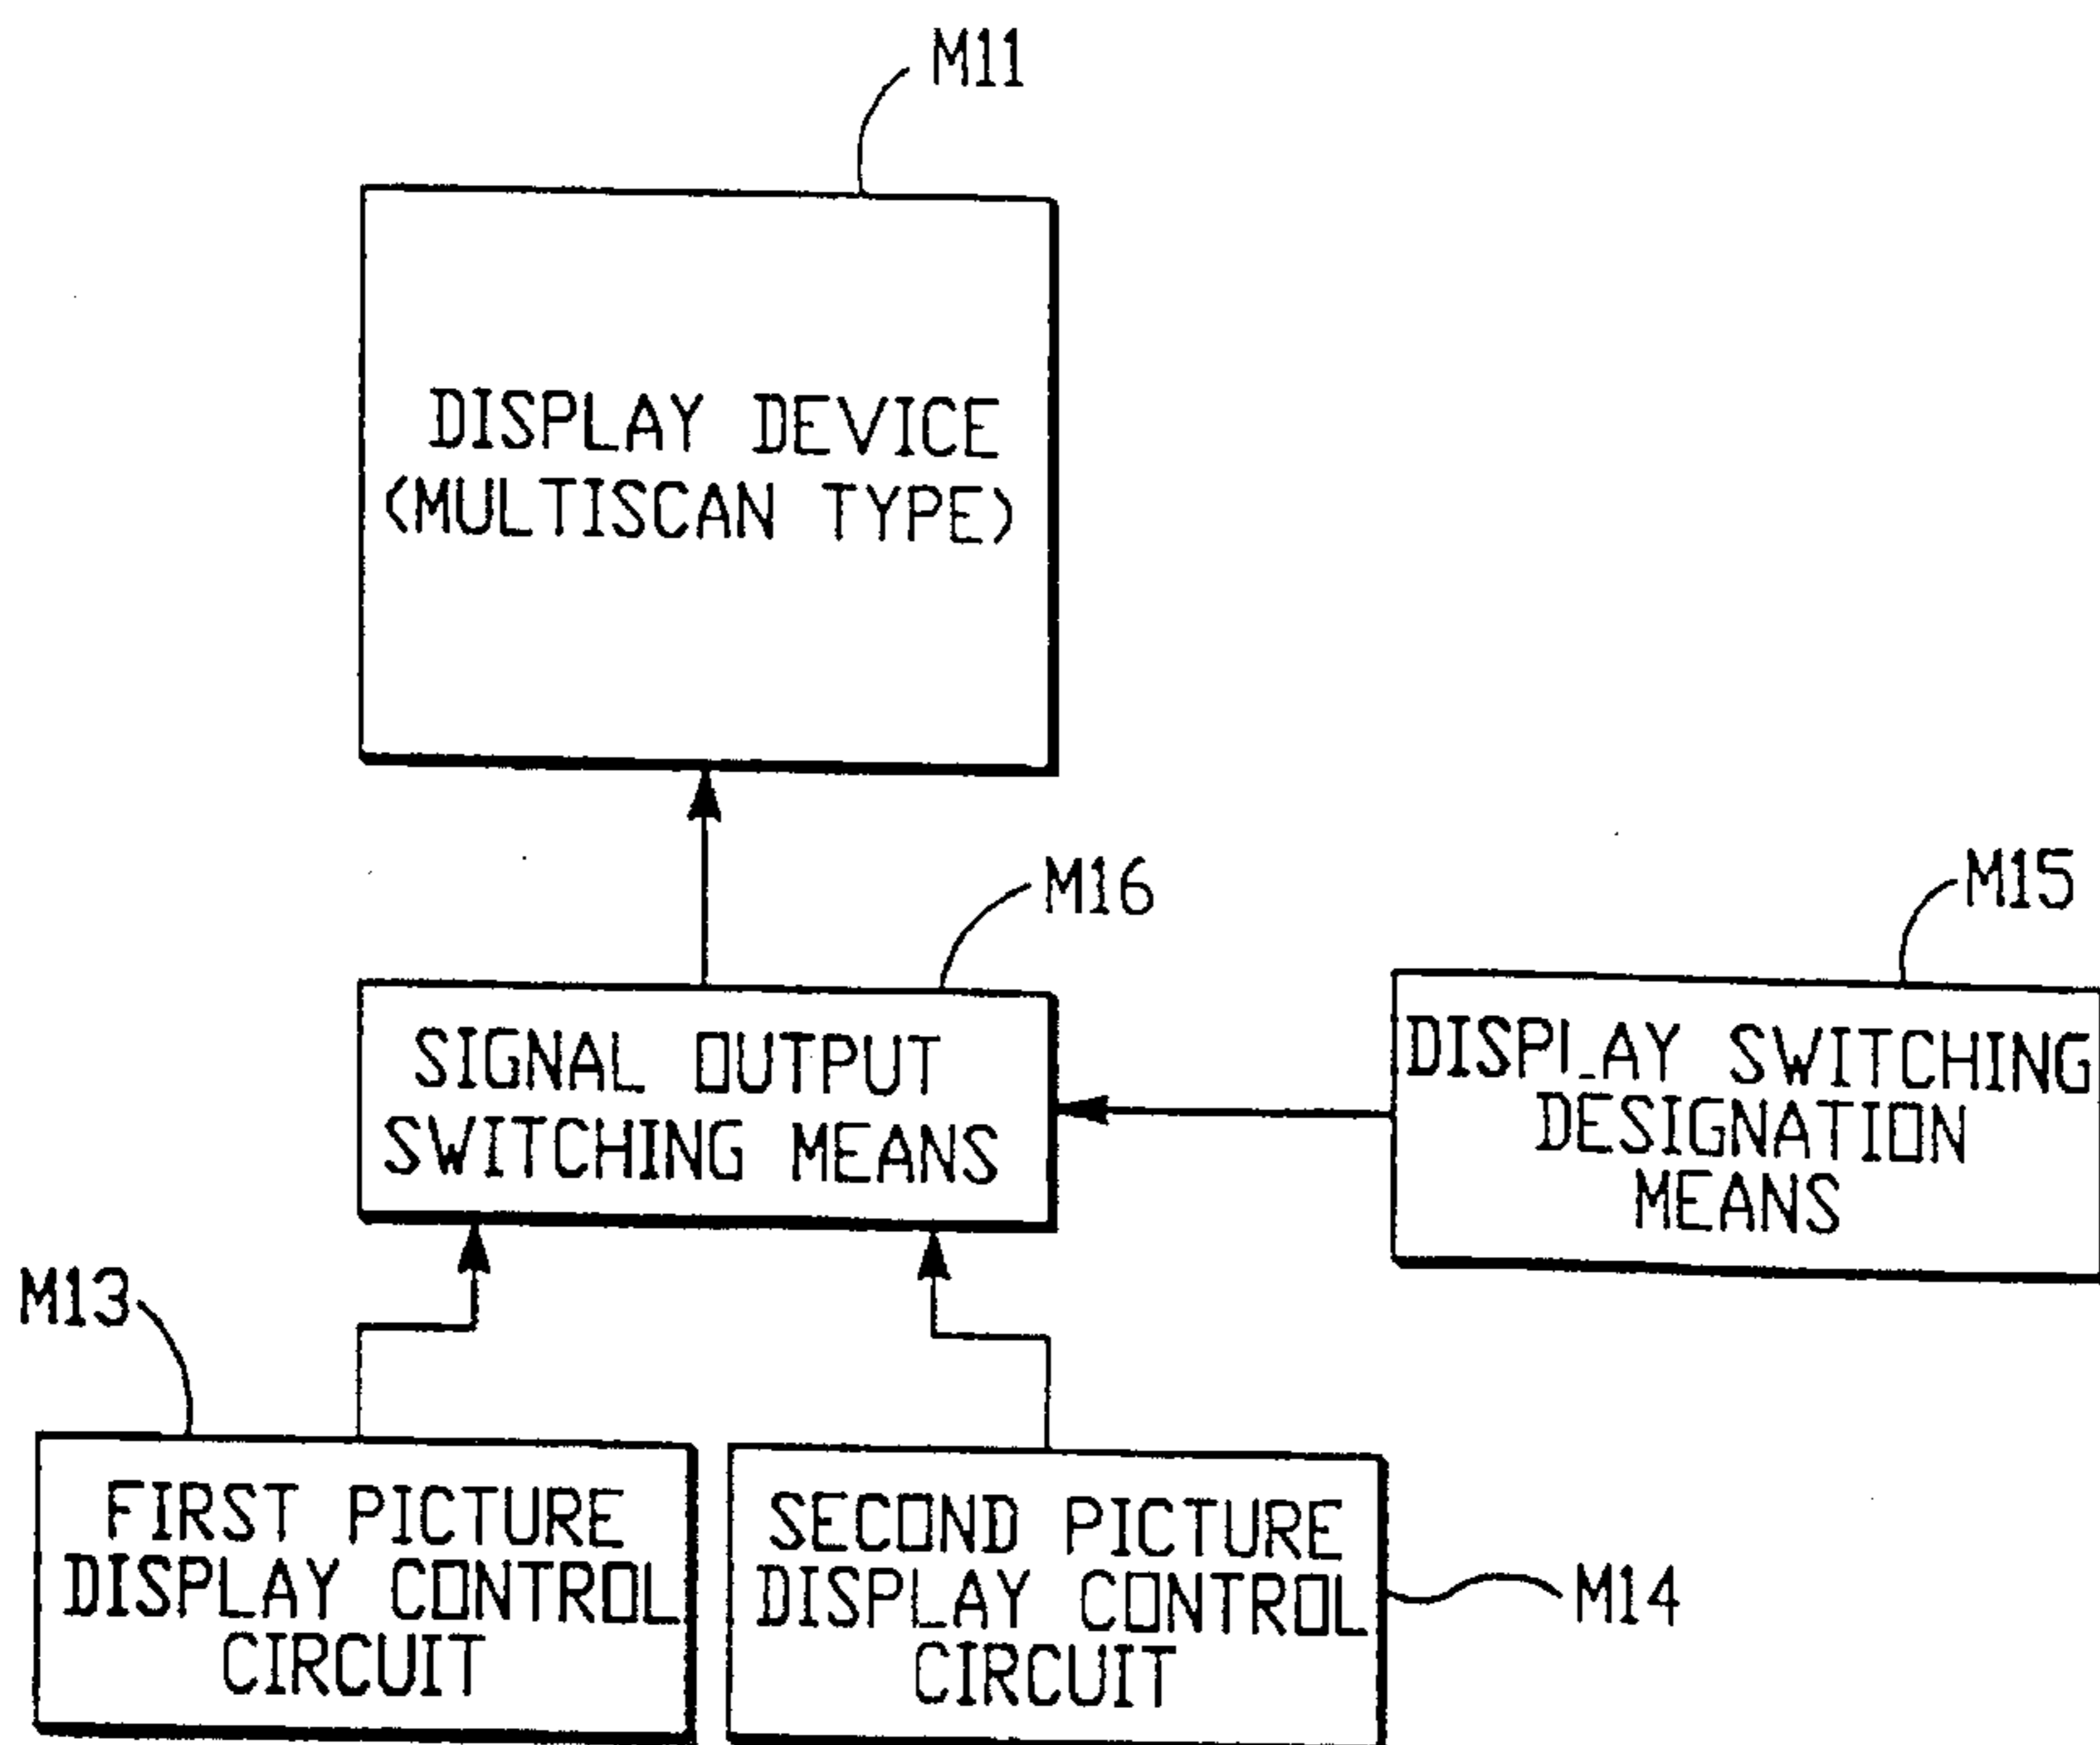 M11
DISPLAY DEVICE
(MULTISCAN TYPE)
M16
M15
SIGNAL OUTPUT
SWITCHING MEANS
DISPLAY SWITCHING
DESIGNATION
MEANS
M13
FIRST PICTURE
DISPLAY CONTROL
CIRCUIT
SECOND PICTURE
DISPLAY CONTROL
CIRCUIT
M14